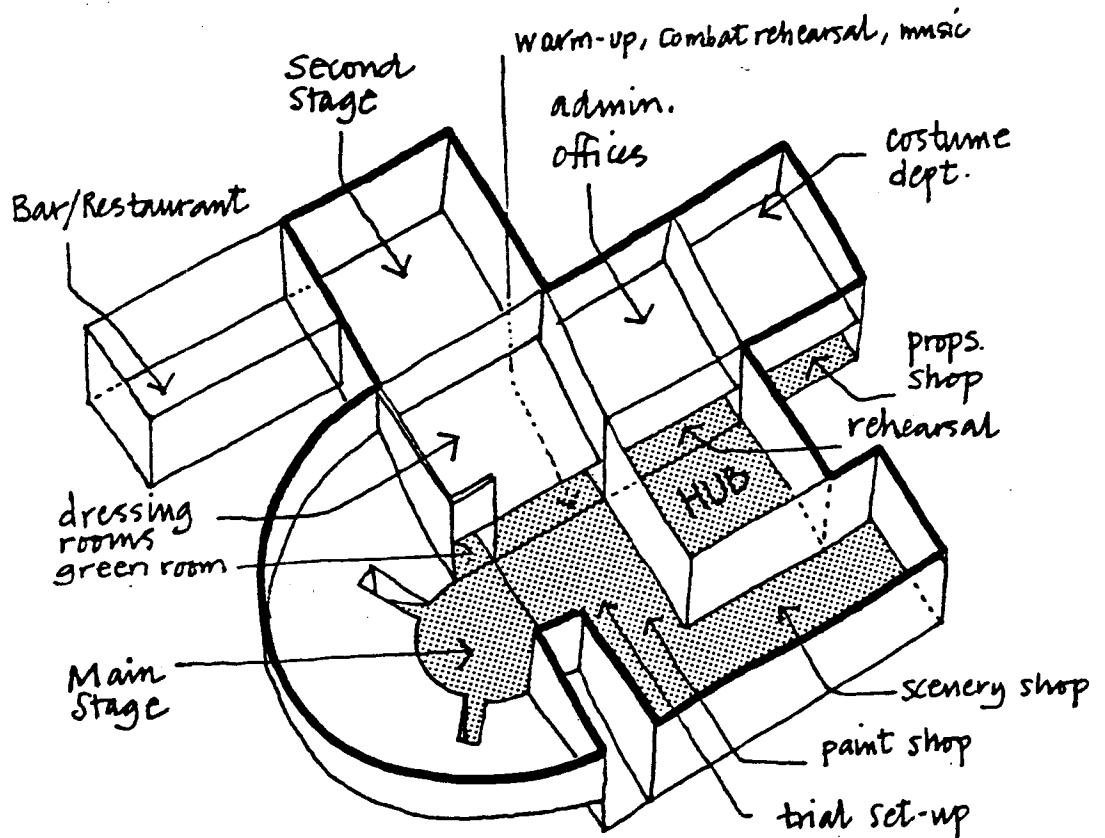 warm-up, combat rehearsal, music
Second
Stage
admin.
offices
costume
dept.
Bar/Restaurant
props.
shop
rehearsal
HUB
dressing
rooms
green room
Main
Stage
scenery shop
paint shop
trial set-up